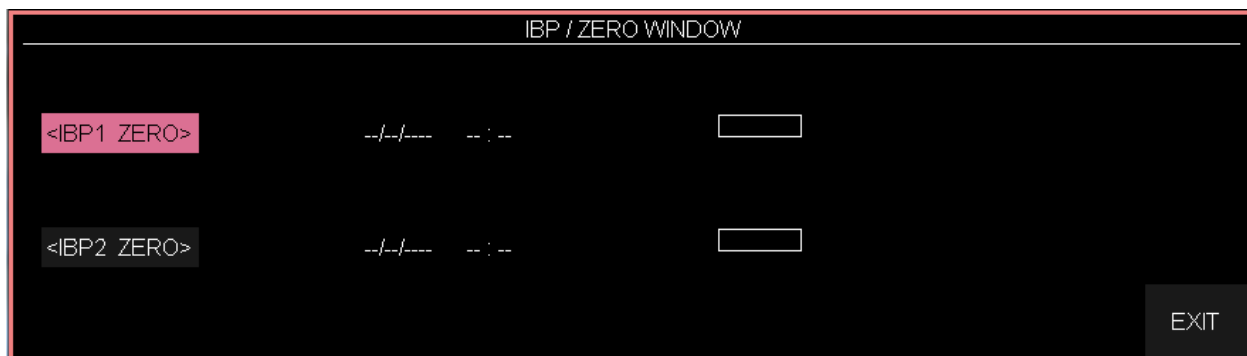 IBP / ZERO WINDOW
<IBP1 ZERO> --/--/---- -- : --
<IBP2 ZERO> --/--/---- -- : --
EXIT